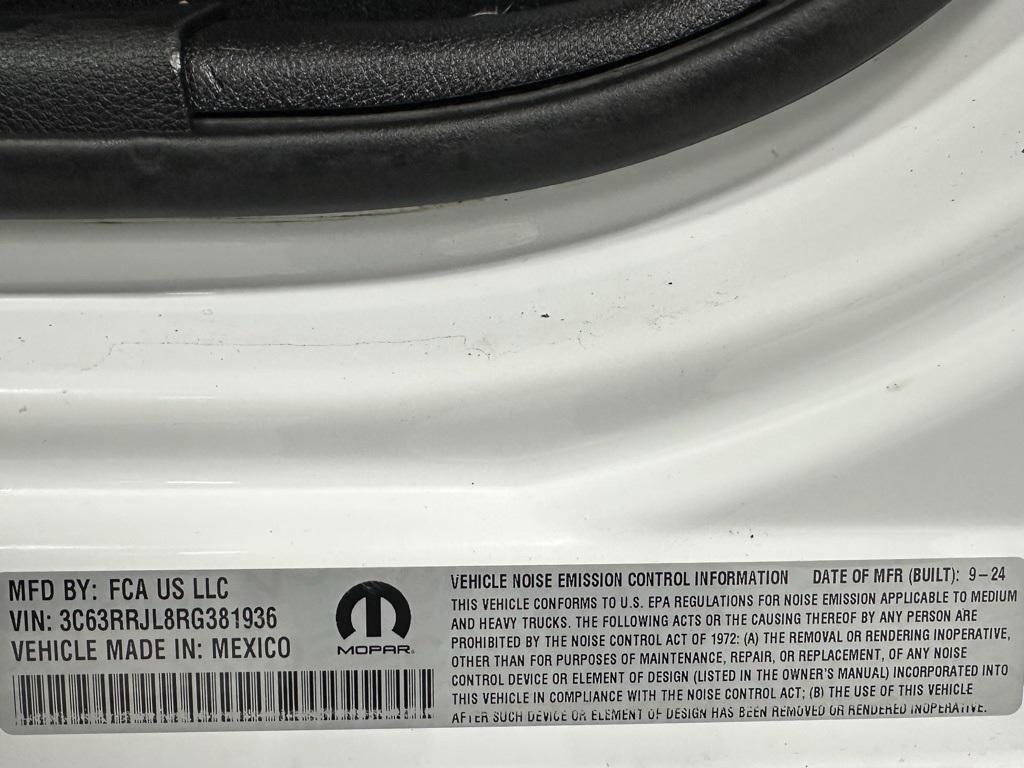 MFD BY: FCA US LLC
VIN: 3C63RRJL8RG381936
VEHICLE MADE IN: MEXICO
MOPAR®
VEHICLE NOISE EMISSION CONTROL INFORMATION DATE OF MFR (BUILT): 9-24
THIS VEHICLE CONFORMS TO U.S. EPA REGULATIONS FOR NOISE EMISSION APPLICABLE TO MEDIUM
AND HEAVY TRUCKS. THE FOLLOWING ACTS OR THE CAUSING THEREOF BY ANY PERSON ARE
PROHIBITED BY THE NOISE CONTROL ACT OF 1972: (A) THE REMOVAL OR RENDERING INOPERATIVE,
OTHER THAN FOR PURPOSES OF MAINTENANCE, REPAIR, OR REPLACEMENT, OF ANY NOISE
CONTROL DEVICE OR ELEMENT OF DESIGN (LISTED IN THE OWNER'S MANUAL) INCORPORATED INTO
THIS VEHICLE IN COMPLIANCE WITH THE NOISE CONTROL ACT; (B) THE USE OF THIS VEHICLE
AFTER SUCH DEVICE OR ELEMENT OF DESIGN HAS BEEN REMOVED OR RENDERED INOPERATIVE.